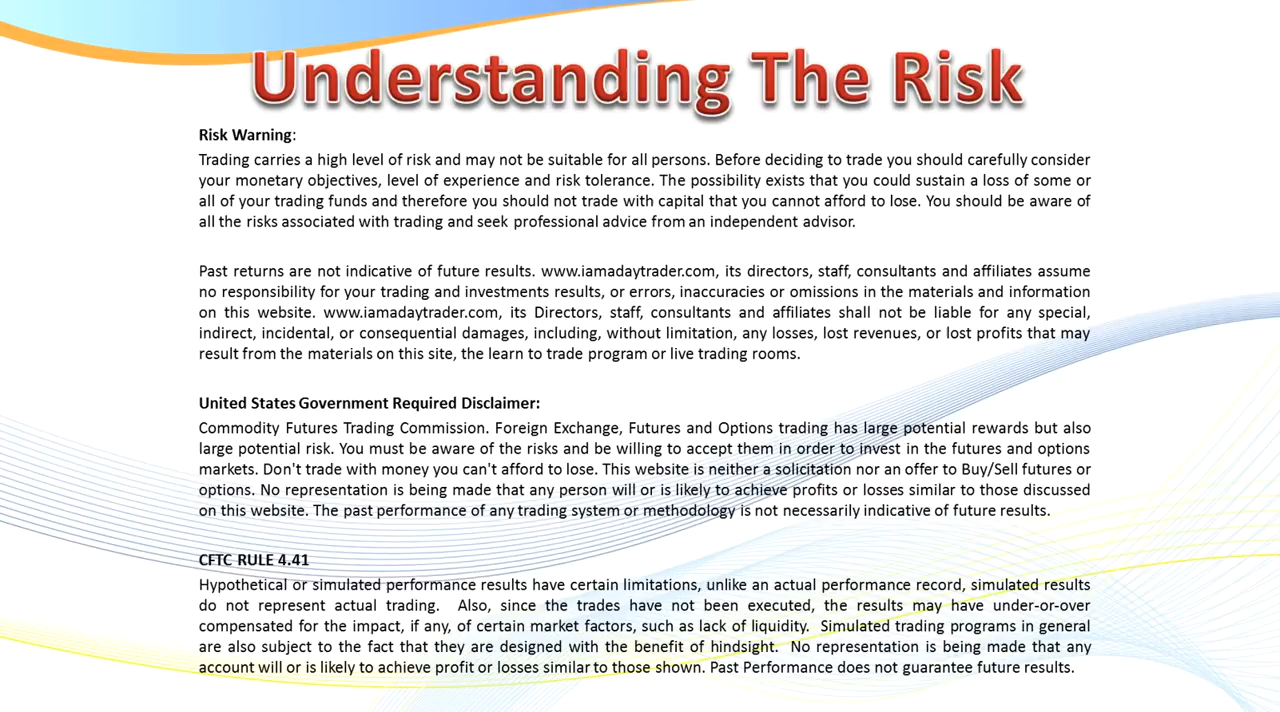 Understanding The Risk
Risk Warning:
Trading carries a high level of risk and may not be suitable for all persons. Before deciding to trade you should carefully consider
your monetary objectives, level of experience and risk tolerance. The possibility exists that you could sustain a loss of some or
all of your trading funds and therefore you should not trade with capital that you cannot afford to lose. You should be aware of
all the risks associated with trading and seek professional advice from an independent advisor.
Past returns are not indicative of future results. www.iamadaytrader.com, its directors, staff, consultants and affiliates assume
no responsibility for your trading and investments results, or errors, inaccuracies or omissions in the materials and information
on this website. www.iamadaytrader.com, its Directors, staff, consultants and affiliates shall not be liable for any special,
indirect, incidental, or consequential damages, including, without limitation, any losses, lost revenues, or lost profits that may
result from the materials on this site, the learn to trade program or live trading rooms.
United States Government Required Disclaimer:
Commodity Futures Trading Commission. Foreign Exchange, Futures and Options trading has large potential rewards but also
large potential risk. You must be aware of the risks and be willing to accept them in order to invest in the futures and options
markets. Don't trade with money you can't afford to lose. This website is neither a solicitation nor an offer to Buy/Sell futures or
options. No representation is being made that any person will or is likely to achieve profits or losses similar to those discussed
on this website. The past performance of any trading system or methodology is not necessarily indicative of future results.
CFTC RULE 4.41
Hypothetical or simulated performance results have certain limitations, unlike an actual performance record, simulated results
do not represent actual trading.  Also, since the trades have not been executed, the results may have under-or-over
compensated for the impact, if any, of certain market factors, such as lack of liquidity.  Simulated trading programs in general
are also subject to the fact that they are designed with the benefit of hindsight.  No representation is being made that any
account will or is likely to achieve profit or losses similar to those shown. Past Performance does not guarantee future results.